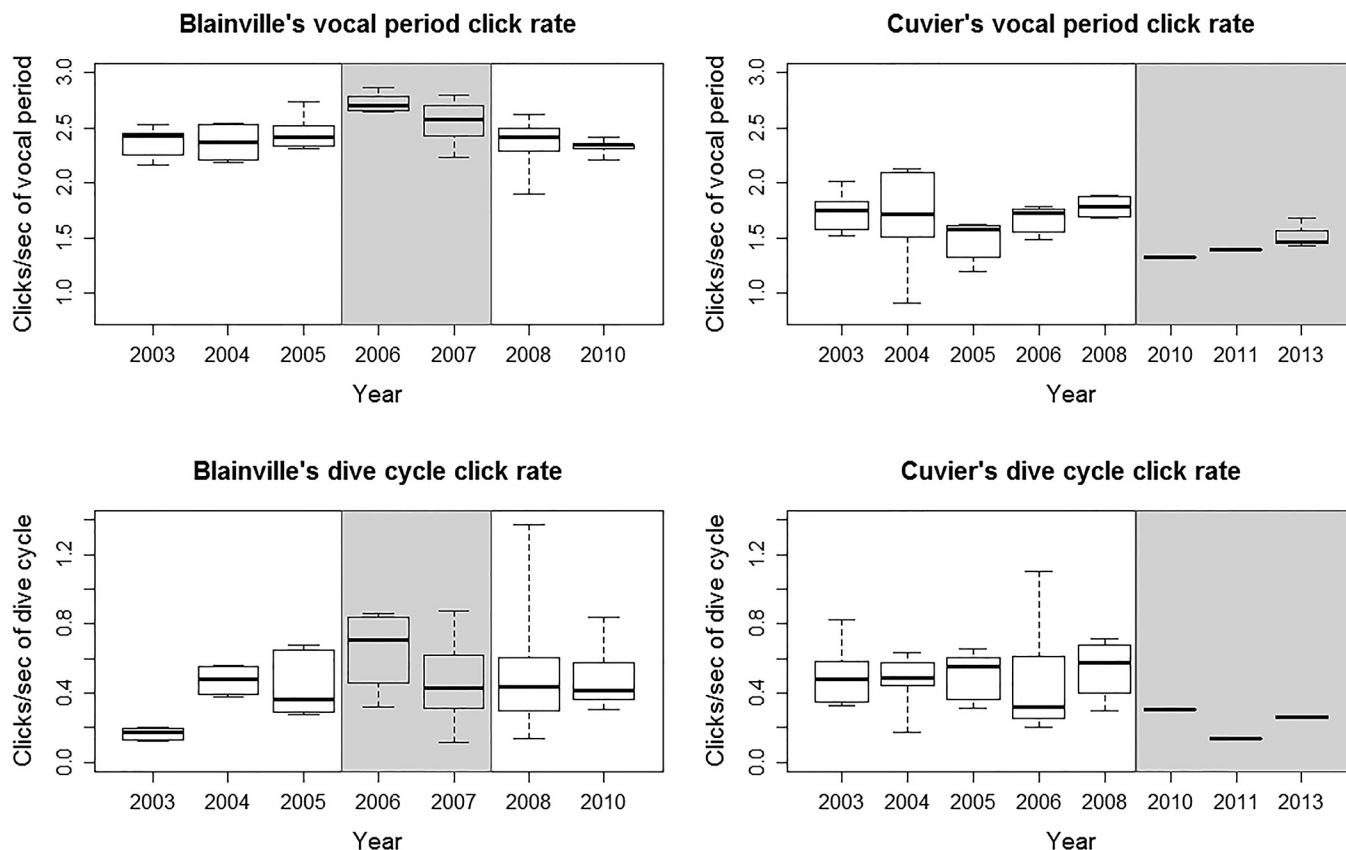 Blainville's vocal period click rate
Clicks/sec of vocal period
3.0
2.5
2.0
1.5
1.0
2003 2004 2005 2006 2007 2008 2010
Year
Cuvier's vocal period click rate
Clicks/sec of vocal period
3.0
2.5
2.0
1.5
1.0
2003 2004 2005 2006 2008 2010 2011 2013
Year
Blainville's dive cycle click rate
Clicks/sec of dive cycle
1.2
0.8
0.4
0.0
2003 2004 2005 2006 2007 2008 2010
Year
Cuvier's dive cycle click rate
Clicks/sec of dive cycle
1.2
0.8
0.4
0.0
2003 2004 2005 2006 2008 2010 2011 2013
Year